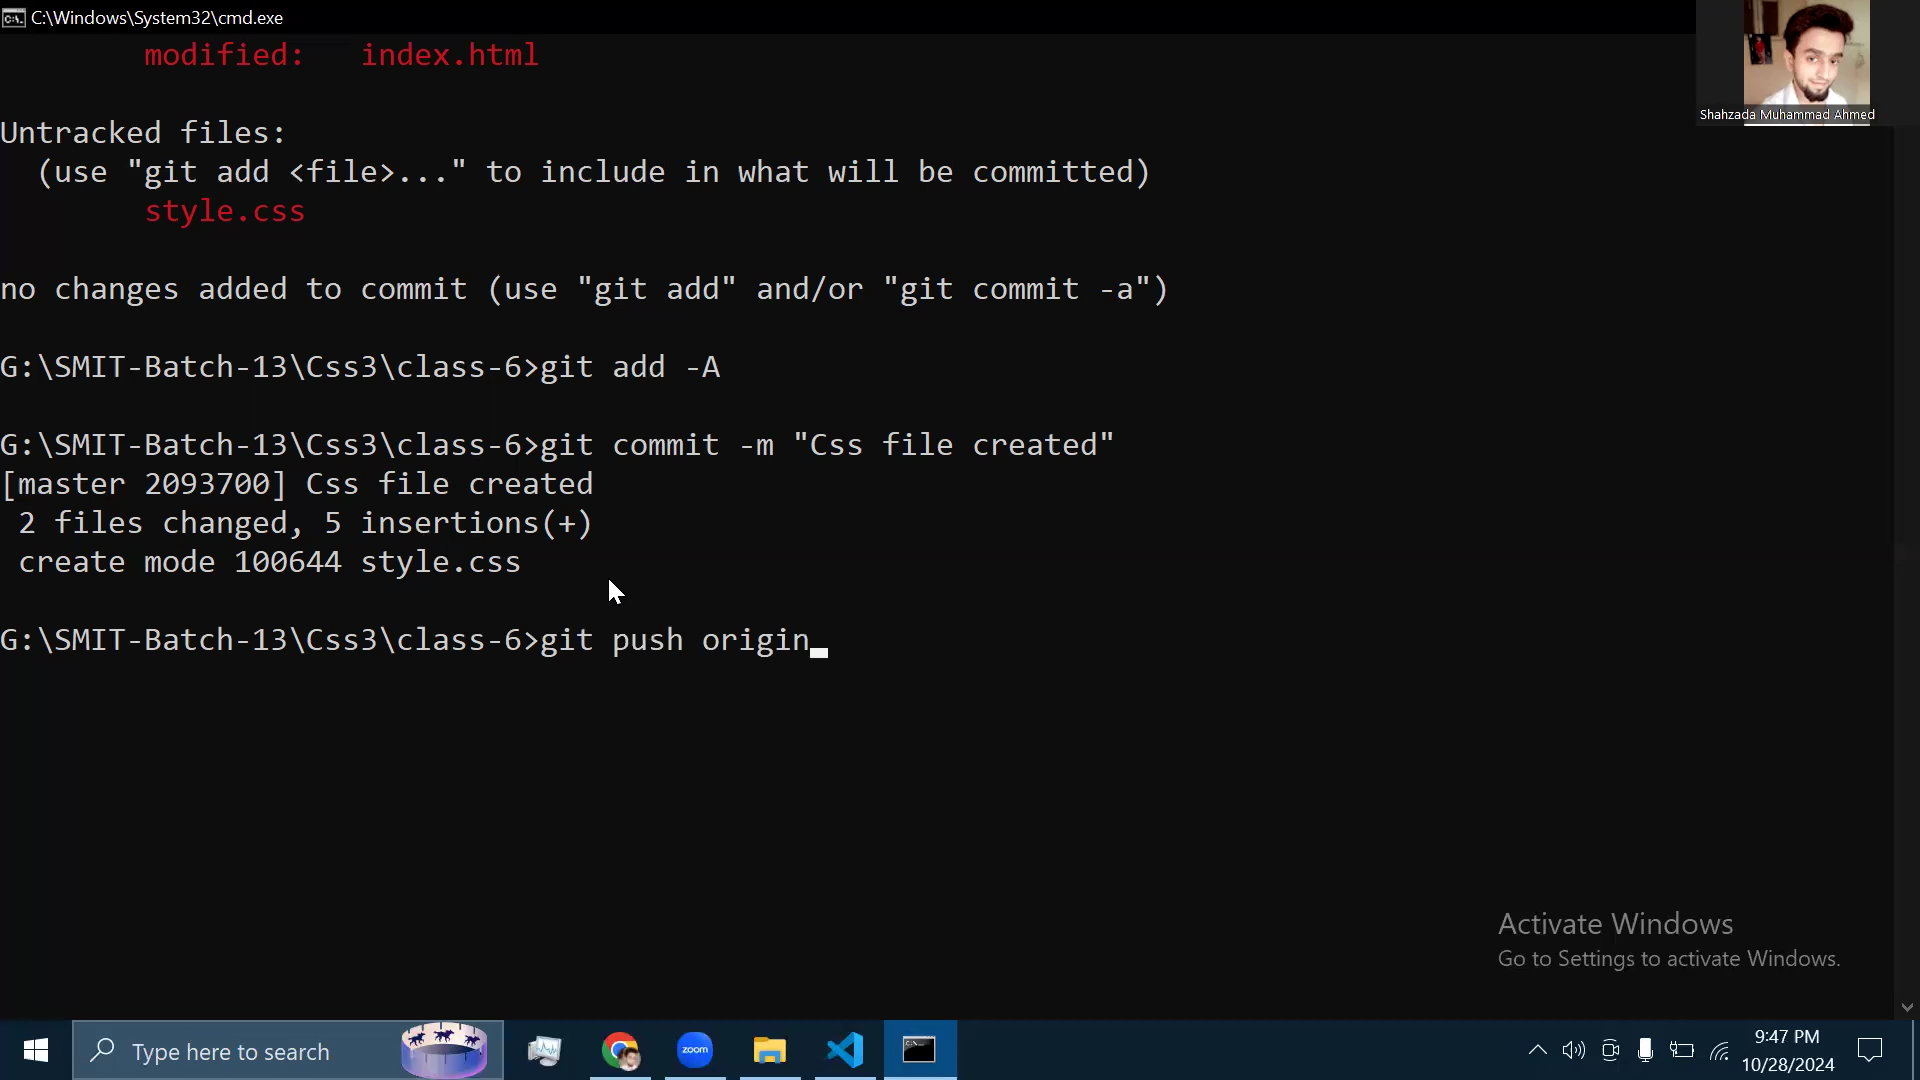 C:\Windows\System32\cmd.exe
modified:   index.html
Shahzada Muhammad Ahmed
Untracked files:
  (use "git add <file>..." to include in what will be committed)
style.css
no changes added to commit (use "git add" and/or "git commit -a")
G:\SMIT-Batch-13\Css3\class-6>git add -A
G:\SMIT-Batch-13\Css3\class-6>git commit -m "Css file created"
[master 2093700] Css file created
 2 files changed, 5 insertions(+)
 create mode 100644 style.css
G:\SMIT-Batch-13\Css3\class-6>git push origin
Activate Windows
Go to Settings to activate Windows.
Type here to search
zoom
9:47 PM
10/28/2024